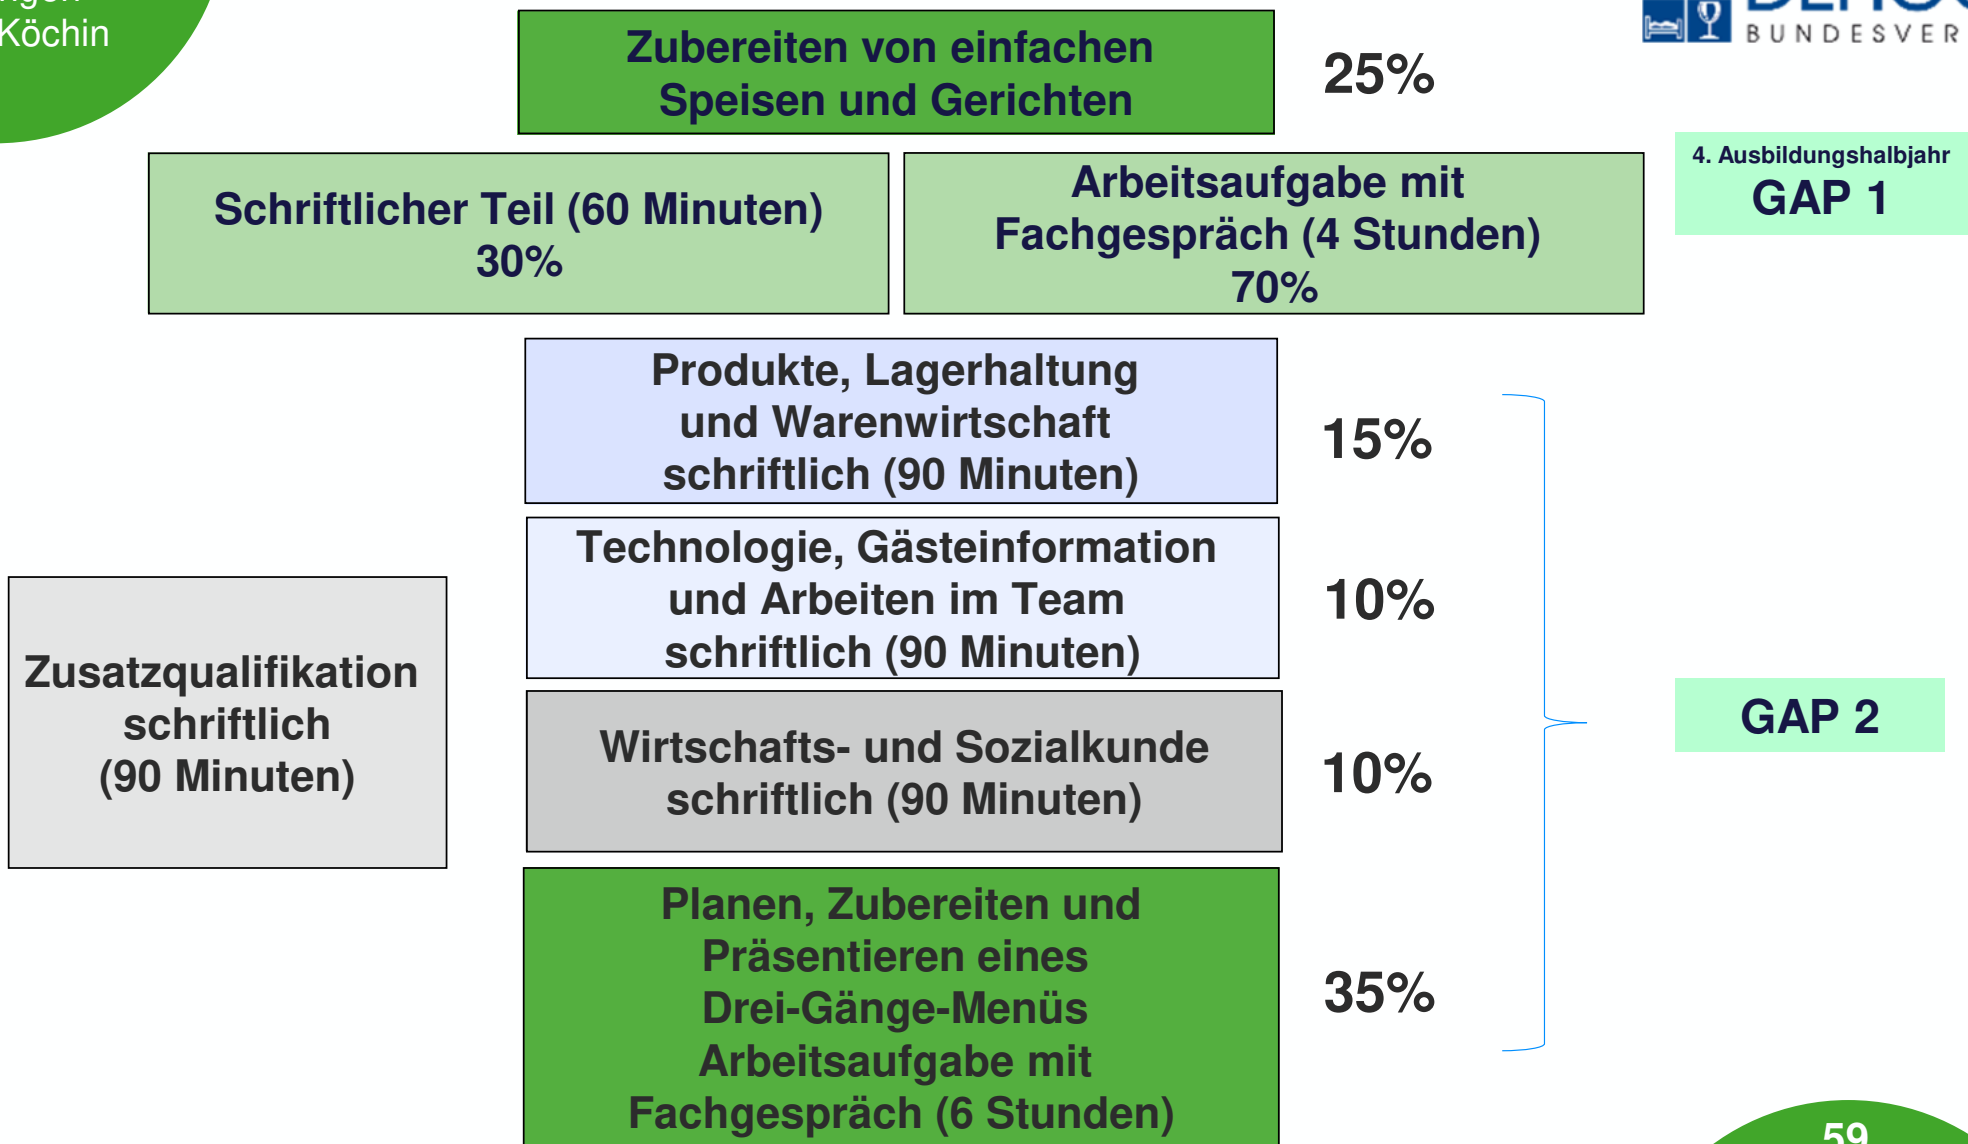 Köchin
BUNDESVER
Zubereiten von einfachen
Speisen und Gerichten
25%
4. Ausbildungshalbjahr
GAP 1
Schriftlicher Teil (60 Minuten)
30%
Arbeitsaufgabe mit
Fachgespräch (4 Stunden)
70%
Produkte, Lagerhaltung
und Warenwirtschaft
schriftlich (90 Minuten)
15%
Technologie, Gästeinformation
und Arbeiten im Team
schriftlich (90 Minuten)
10%
Zusatzqualifikation
schriftlich
(90 Minuten)
Wirtschafts- und Sozialkunde
schriftlich (90 Minuten)
10%
GAP 2
Planen, Zubereiten und
Präsentieren eines
Drei-Gänge-Menüs
Arbeitsaufgabe mit
Fachgespräch (6 Stunden)
35%
59